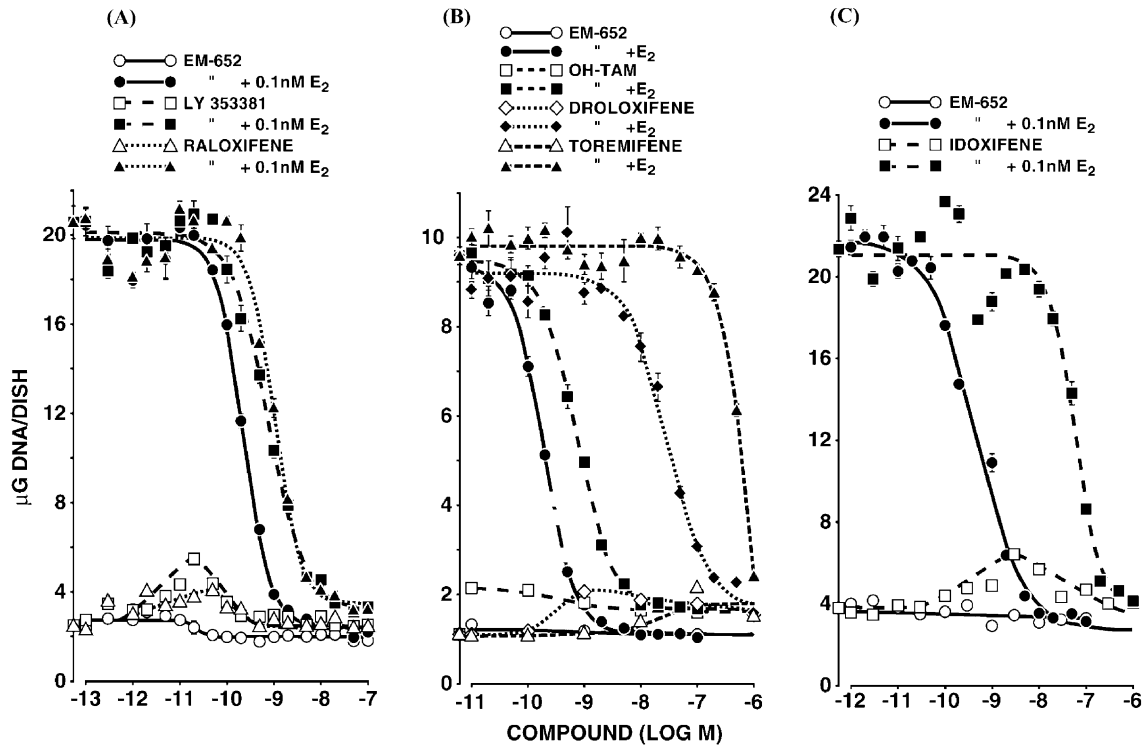 (A)
EM-652
" + 0.1nM E2
LY 353381
" + 0.1nM E2
RALOXIFENE
" + 0.1nM E2
(B)
EM-652
" +E2
OH-TAM
" +E2
DROLOXIFENE
" +E2
TOREMIFENE
" +E2
(C)
EM-652
" + 0.1nM E2
IDOXIFENE
" + 0.1nM E2
µG DNA/DISH
20
16
12
8
4
0
-13 -12 -11 -10 -9 -8 -7
10
8
6
4
2
0
-11 -10 -9 -8 -7 -6
24
20
16
12
8
4
0
-12 -11 -10 -9 -8 -7 -6
COMPOUND (LOG M)